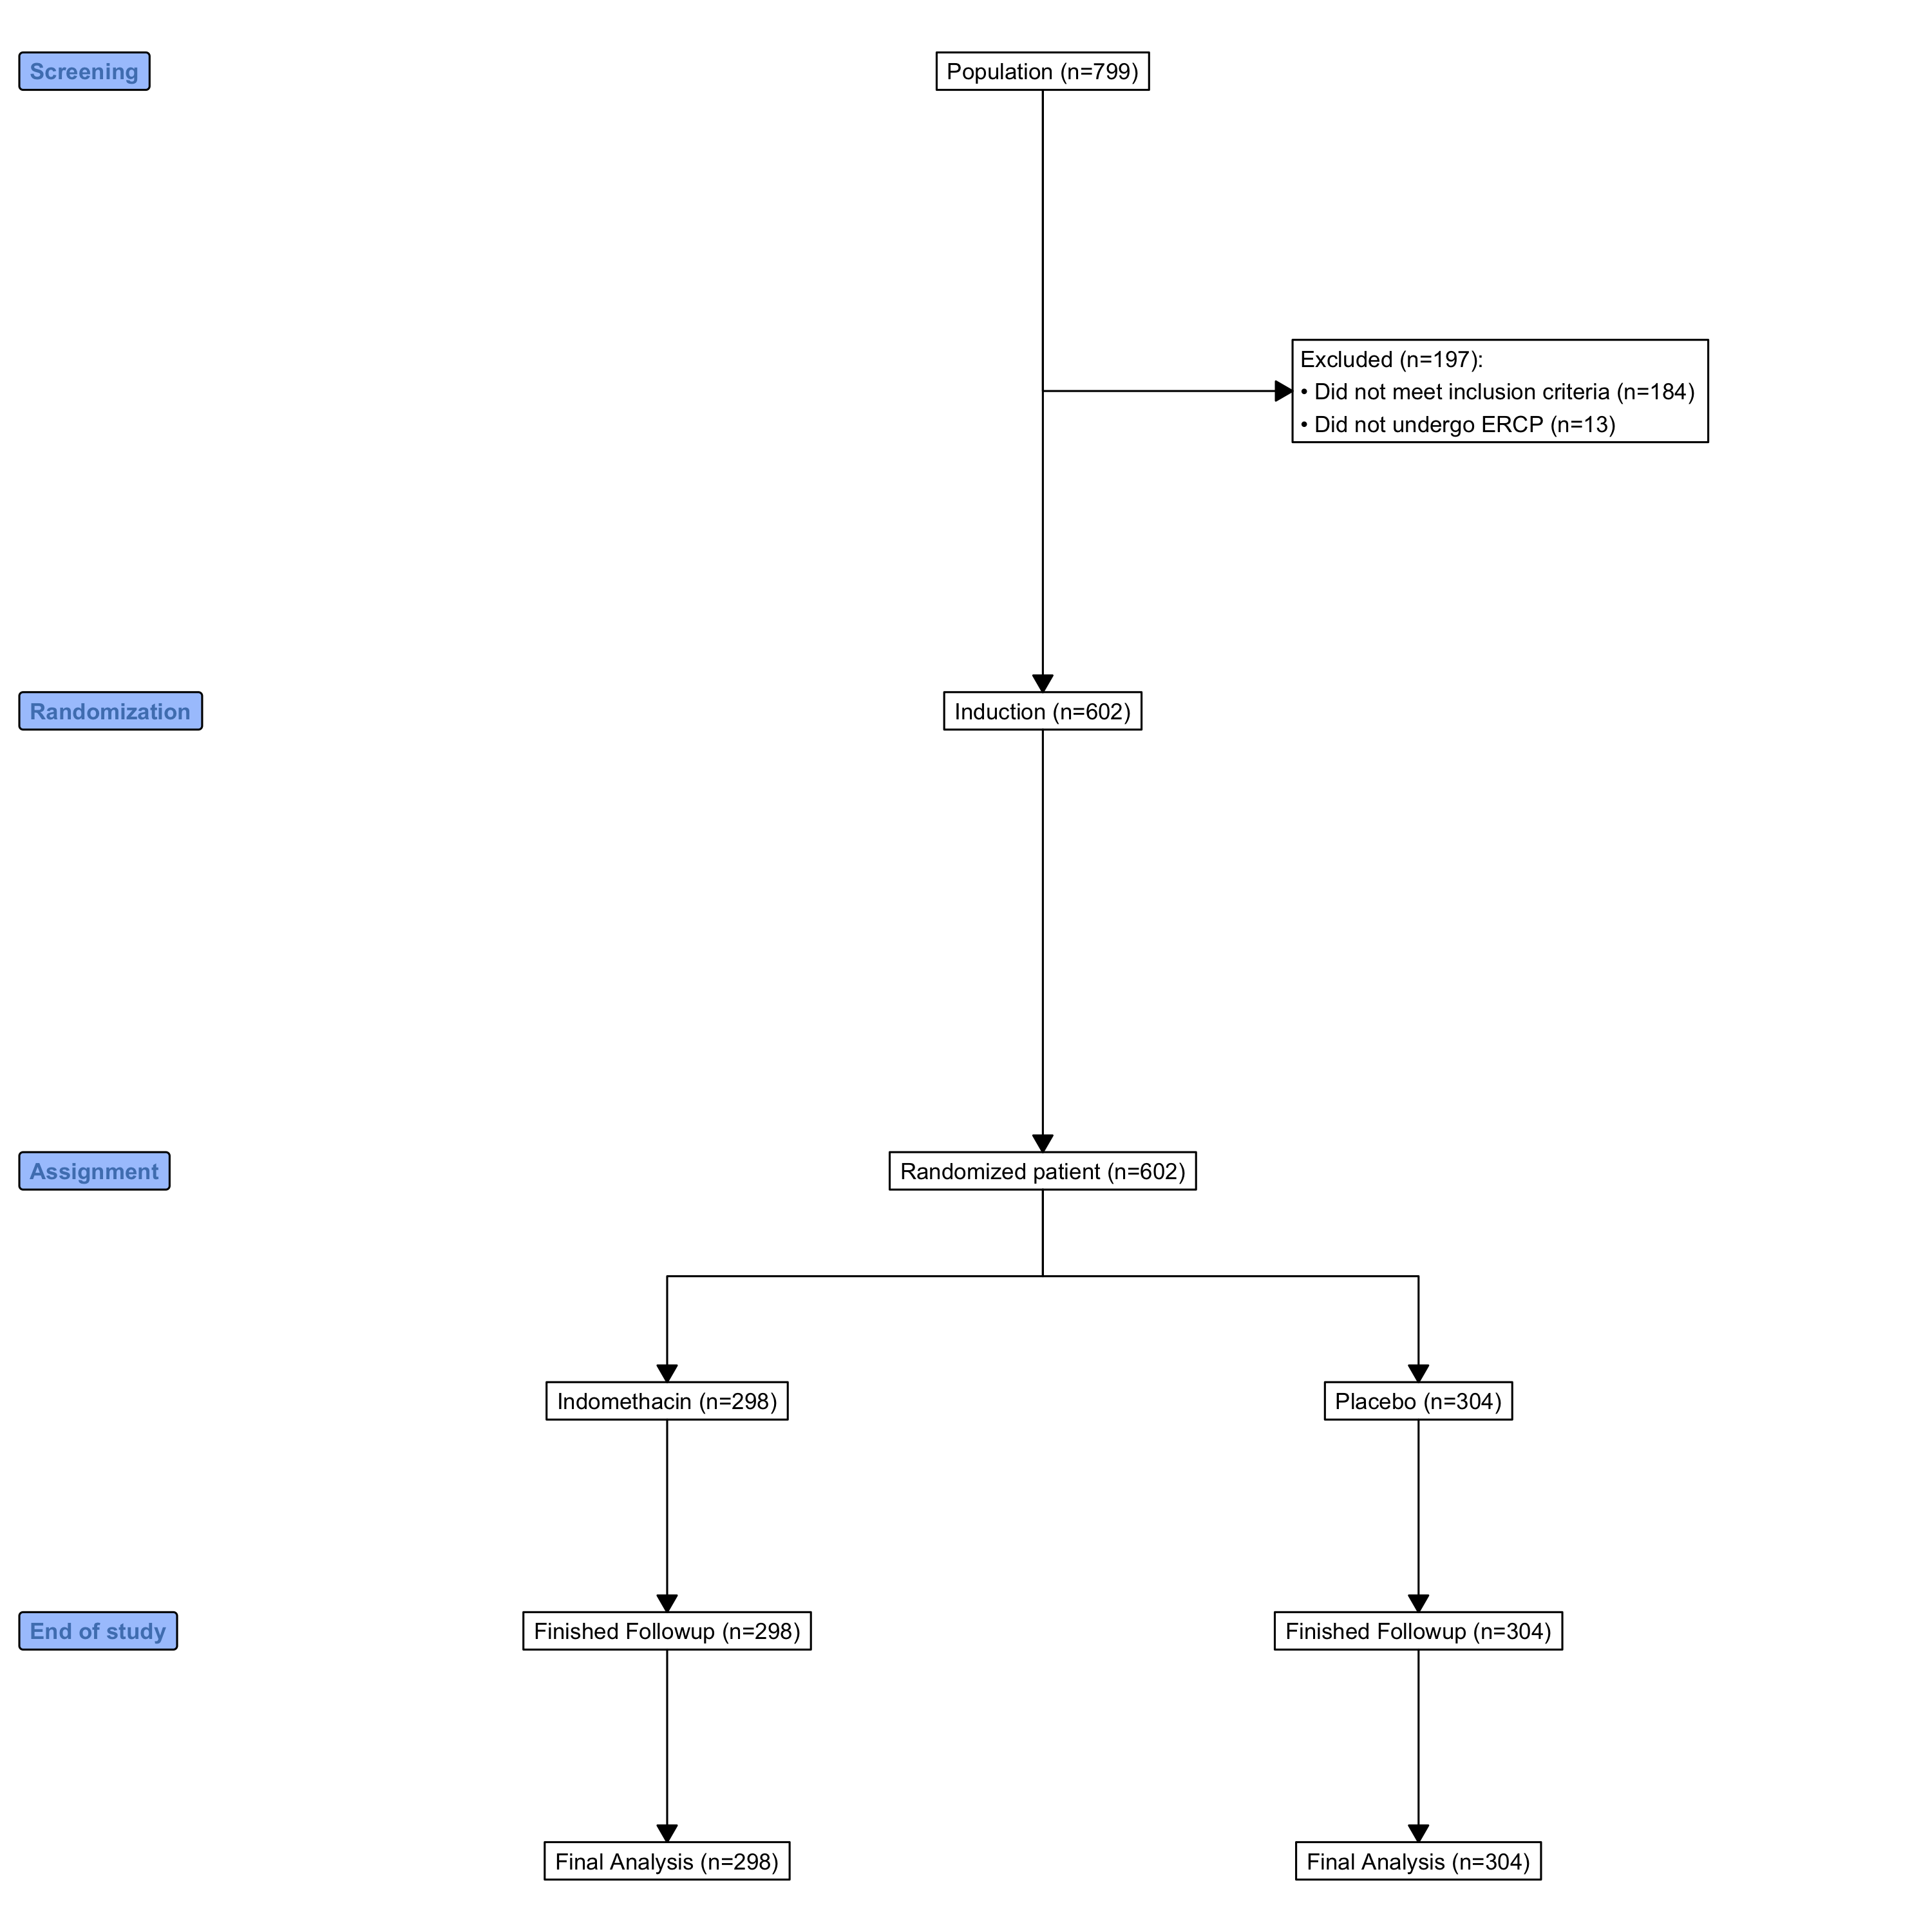 Screening
Population (n=799)
Excluded (n=197):
• Did not meet inclusion criteria (n=184)
• Did not undergo ERCP (n=13)
Randomization
Induction (n=602)
Assignment
Randomized patient (n=602)
Indomethacin (n=298)
Placebo (n=304)
End of study
Finished Followup (n=298)
Finished Followup (n=304)
Final Analysis (n=298)
Final Analysis (n=304)